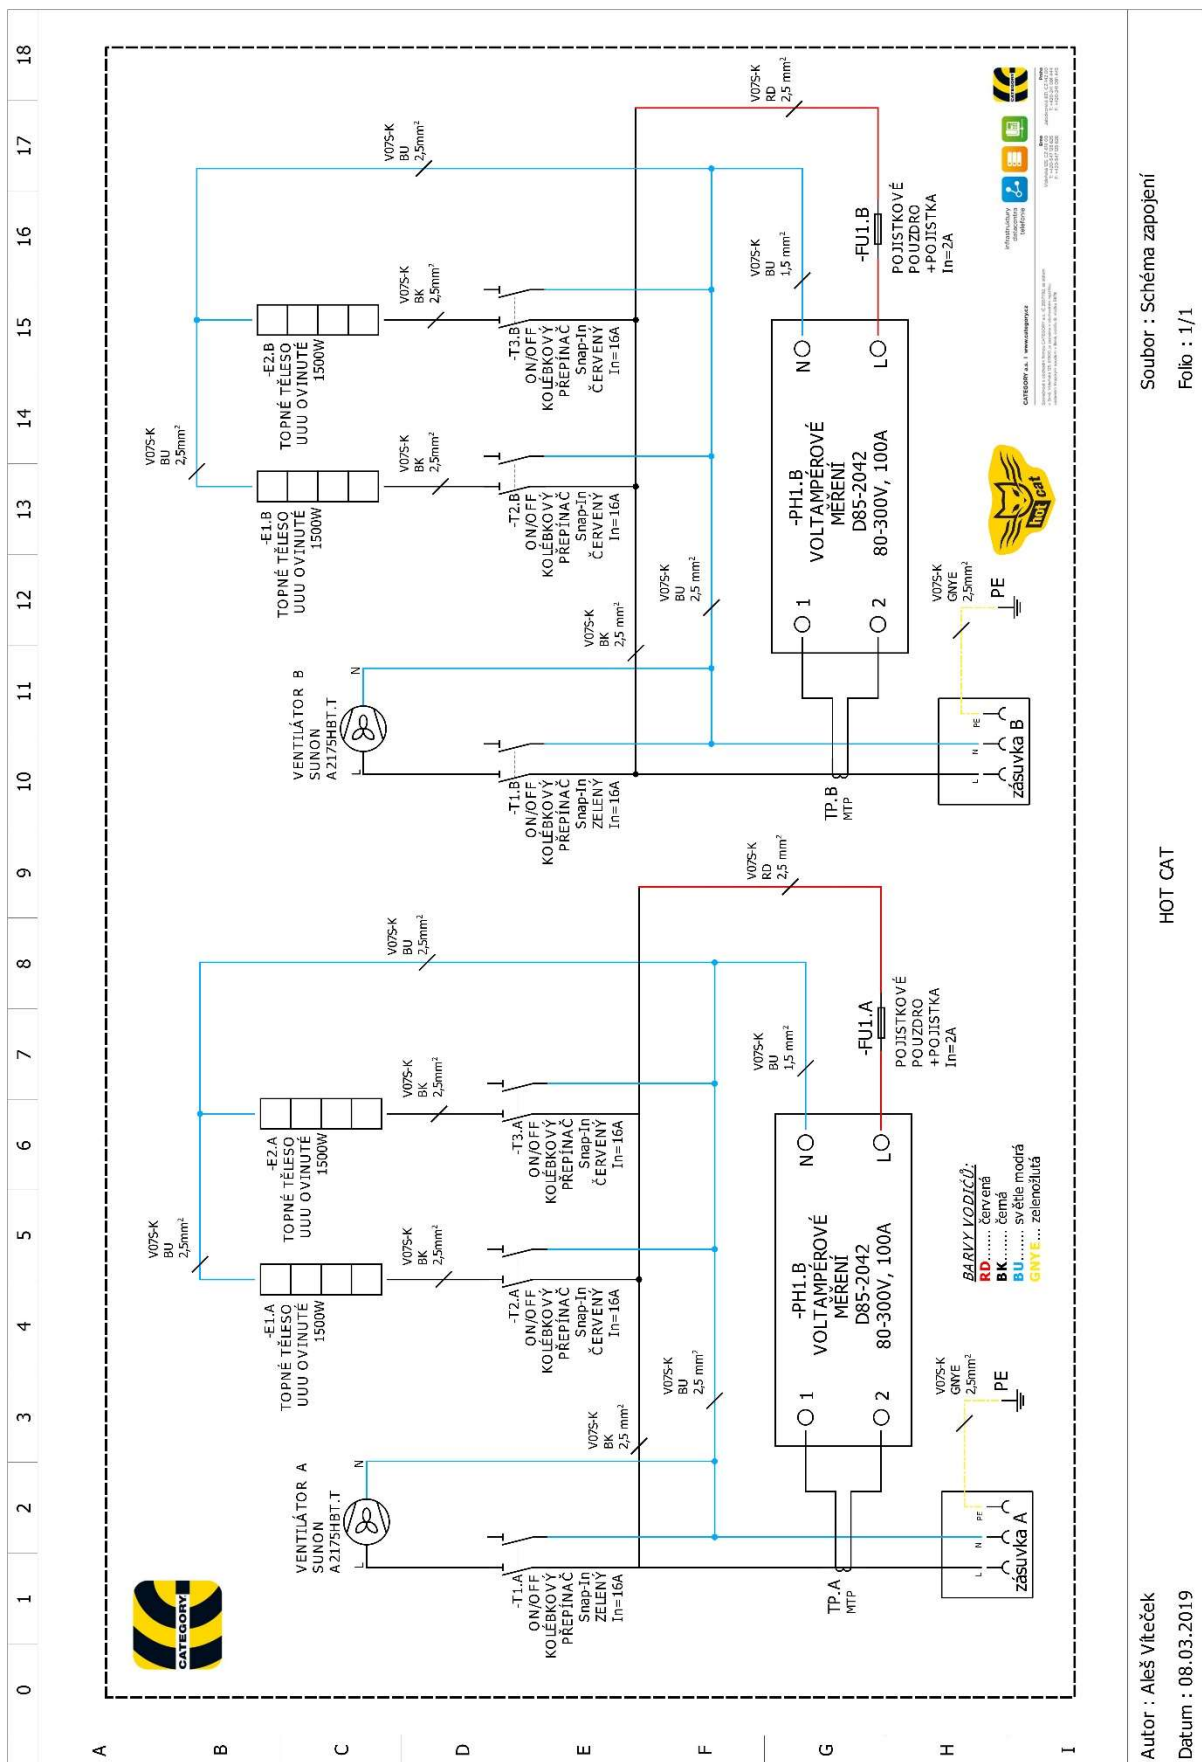 0 1 2 3 4 5 6 7 8 9 10 11 12 13 14 15 16 17 18
A
B
C
D
E
F
G
H
I
CATEGORY
VENTILÁTOR A
SUNON
A2175HBT.T
L
N
-E1.A
TOPNÉ TĚLESO
UUU OVINUTÉ
1500W
-E2.A
TOPNÉ TĚLESO
UUU OVINUTÉ
1500W
V07S-K
BU
2,5mm²
V07S-K
BK
2,5mm²
V07S-K
BK
2,5mm²
V07S-K
BU
2,5mm²
-T1.A
ON/OFF
KOLÉBKOVÝ
PŘEPÍNAČ
Snap-In
ZELENÝ
In=16A
-T2.A
ON/OFF
KOLÉBKOVÝ
PŘEPÍNAČ
Snap-In
ČERVENÝ
In=16A
-T3.A
ON/OFF
KOLÉBKOVÝ
PŘEPÍNAČ
Snap-In
ČERVENÝ
In=16A
V07S-K
BK
2,5 mm²
V07S-K
BU
2,5 mm²
V07S-K
BU
1,5 mm²
V07S-K
RD
2,5 mm²
TP.A
MTP
1
2
N
L
-PH1.B
VOLTAMPÉROVÉ
MĚŘENÍ
D85-2042
80-300V, 100A
-FU1.A
POJISTKOVÉ
POUZDRO
+POJISTKA
In=2A
L
N
PE
zásuvka A
V07S-K
GNYE
2,5mm²
PE
BARVY VODIČŮ:
RD........ červená
BK........ černá
BU........ světle modrá
GNYE... zelenožlutá
VENTILÁTOR B
SUNON
A2175HBT.T
L
N
-E1.B
TOPNÉ TĚLESO
UUU OVINUTÉ
1500W
-E2.B
TOPNÉ TĚLESO
UUU OVINUTÉ
1500W
V07S-K
BU
2,5mm²
V07S-K
BK
2,5mm²
V07S-K
BK
2,5mm²
V07S-K
BU
2,5mm²
-T1.B
ON/OFF
KOLÉBKOVÝ
PŘEPÍNAČ
Snap-In
ZELENÝ
In=16A
-T2.B
ON/OFF
KOLÉBKOVÝ
PŘEPÍNAČ
Snap-In
ČERVENÝ
In=16A
-T3.B
ON/OFF
KOLÉBKOVÝ
PŘEPÍNAČ
Snap-In
ČERVENÝ
In=16A
V07S-K
BK
2,5 mm²
V07S-K
BU
2,5 mm²
V07S-K
BU
1,5 mm²
V07S-K
RD
2,5 mm²
TP.B
MTP
1
2
N
L
-PH1.B
VOLTAMPÉROVÉ
MĚŘENÍ
D85-2042
80-300V, 100A
-FU1.B
POJISTKOVÉ
POUZDRO
+POJISTKA
In=2A
L
N
PE
zásuvka B
V07S-K
GNYE
2,5mm²
PE
hot cat
infrastruktury
datacentra
telefonie
CATEGORY
CATEGORY a.s. | www.category.cz
Brno
Praha
Autor : Aleš Víteček
Datum : 08.03.2019
HOT CAT
Soubor : Schéma zapojení
Folio : 1/1